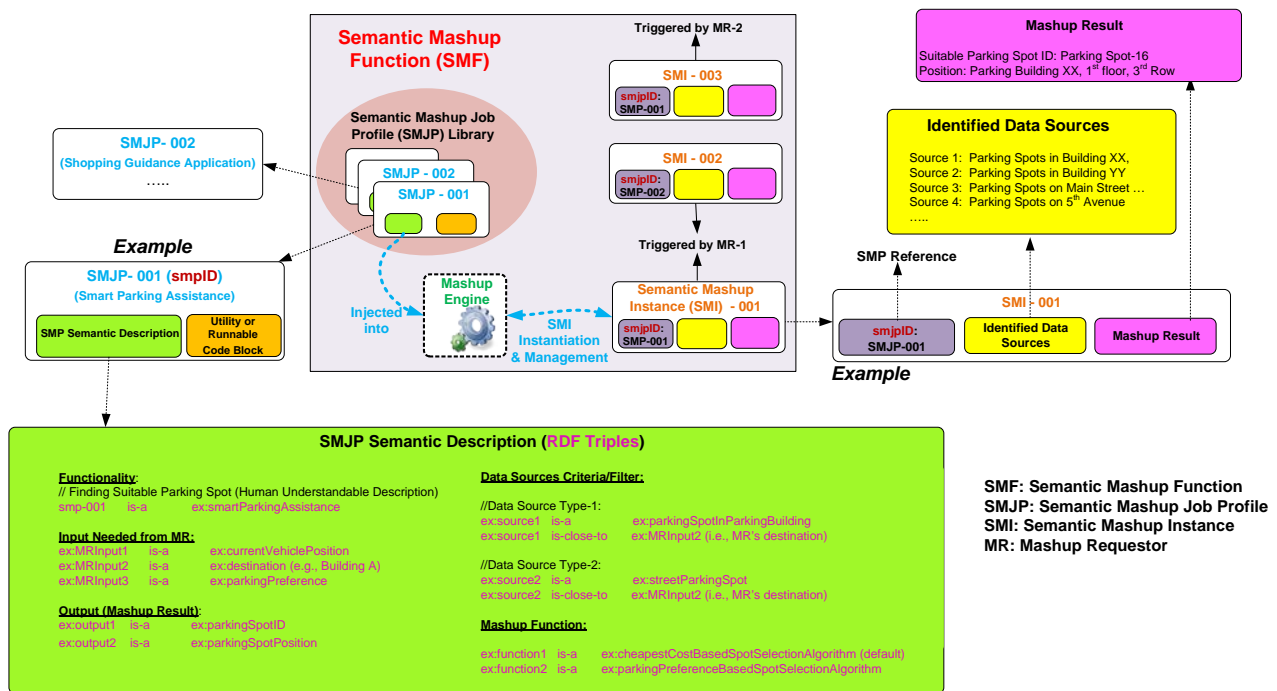 Semantic Mashup
Function (SMF)
Semantic Mashup Job
Profile (SMJP) Library
SMJP - 002
SMJP - 001
Mashup
Engine
Injected
into
SMI
Instantiation
& Management
Triggered by MR-2
SMI - 003
smjpID:
SMP-001
SMI - 002
smjpID:
SMP-002
Triggered by MR-1
Semantic Mashup
Instance (SMI)  - 001
smjpID:
SMP-001
SMJP- 002
(Shopping Guidance Application)
…..
Example
SMJP- 001 (smpID)
(Smart Parking Assistance)
SMP Semantic Description
Utility or
Runnable
Code Block
Mashup Result
Suitable Parking Spot ID: Parking Spot-16
Position: Parking Building XX, 1st floor, 3rd Row
Identified Data Sources
Source 1:  Parking Spots in Building XX,
Source 2:  Parking Spots in Building YY
Source 3:  Parking Spots on Main Street …
Source 4:  Parking Spots on 5th Avenue
…..
SMP Reference
SMI - 001
smjpID:
SMJP-001
Identified Data
Sources
Mashup Result
Example
SMJP Semantic Description (RDF Triples)
Functionality:
// Finding Suitable Parking Spot (Human Understandable Description)
smp-001 is-a ex:smartParkingAssistance
Input Needed from MR:
ex:MRInput1 is-a ex:currentVehiclePosition
ex:MRInput2 is-a ex:destination (e.g., Building A)
ex:MRInput3 is-a ex:parkingPreference
Output (Mashup Result):
ex:output1 is-a ex:parkingSpotID
ex:output2 is-a ex:parkingSpotPosition
Data Sources Criteria/Filter:
//Data Source Type-1:
ex:source1 is-a ex:parkingSpotInParkingBuilding
ex:source1 is-close-to ex:MRInput2 (i.e., MR's destination)
//Data Source Type-2:
ex:source2 is-a ex:streetParkingSpot
ex:source2 is-close-to ex:MRInput2 (i.e., MR's destination)
Mashup Function:
ex:function1 is-a ex:cheapestCostBasedSpotSelectionAlgorithm (default)
ex:function2 is-a ex:parkingPreferenceBasedSpotSelectionAlgorithm
SMF: Semantic Mashup Function
SMJP: Semantic Mashup Job Profile
SMI: Semantic Mashup Instance
MR: Mashup Requestor